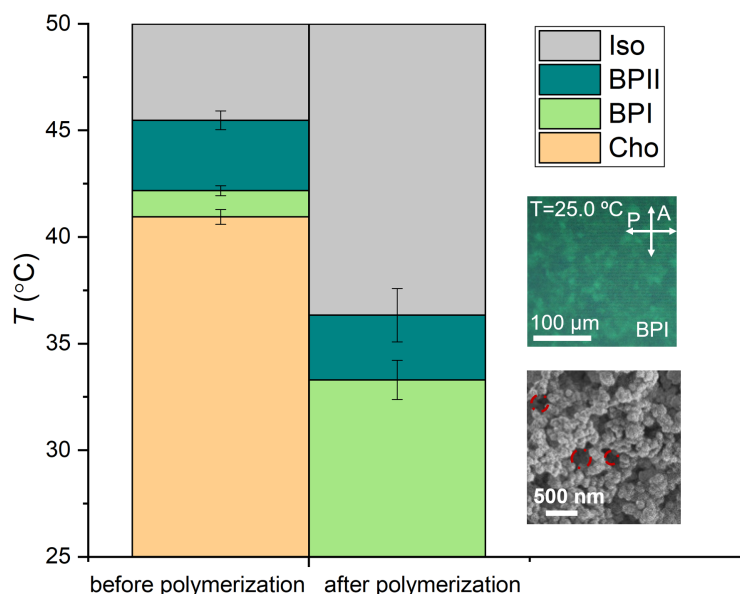 50
45
40
35
30
25
T (°C)
before polymerization
after polymerization
Iso
BPII
BPI
Cho
T=25.0 ºC
P A
100 µm
BPI
500 nm